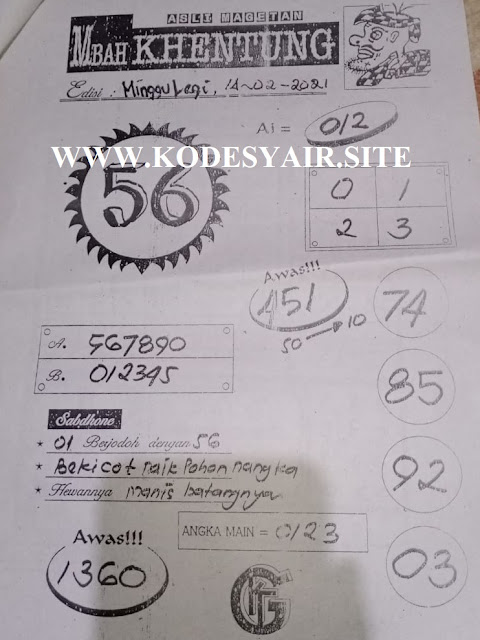 ASLI MAGETAN
MBAH KHENTUNG
Edisi : Minggu Legi, 14-02-2021
Ai = 012
WWW.KODESYAIR.SITE
56
0 1
2 3
Awas!!!
451
50 → 10
74
A. 567890
B. 012345
85
Sabdhone
* 01 Berjodoh dengan 56
* Bekicot naik Pohon nangka
* Hewannya manis batangnya
92
ANGKA MAIN = 0123
Awas!!!
1360
03